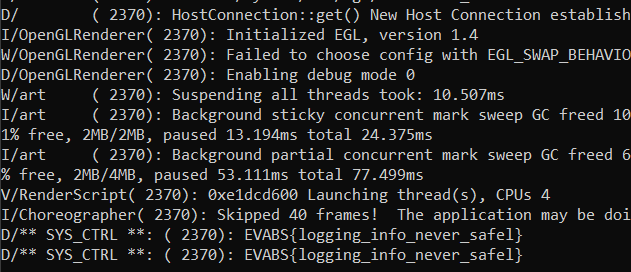 D/        ( 2370): HostConnection::get() New Host Connection establish
I/OpenGLRenderer( 2370): Initialized EGL, version 1.4
W/OpenGLRenderer( 2370): Failed to choose config with EGL_SWAP_BEHAVIO
D/OpenGLRenderer( 2370): Enabling debug mode 0
W/art     ( 2370): Suspending all threads took: 10.507ms
I/art     ( 2370): Background sticky concurrent mark sweep GC freed 10
1% free, 2MB/2MB, paused 13.194ms total 24.375ms
I/art     ( 2370): Background partial concurrent mark sweep GC freed 6
% free, 2MB/4MB, paused 53.111ms total 77.499ms
V/RenderScript( 2370): 0xe1dcd600 Launching thread(s), CPUs 4
I/Choreographer( 2370): Skipped 40 frames!  The application may be doi
D/** SYS_CTRL **: ( 2370): EVABS{logging_info_never_safel}
D/** SYS_CTRL **: ( 2370): EVABS{logging_info_never_safel}